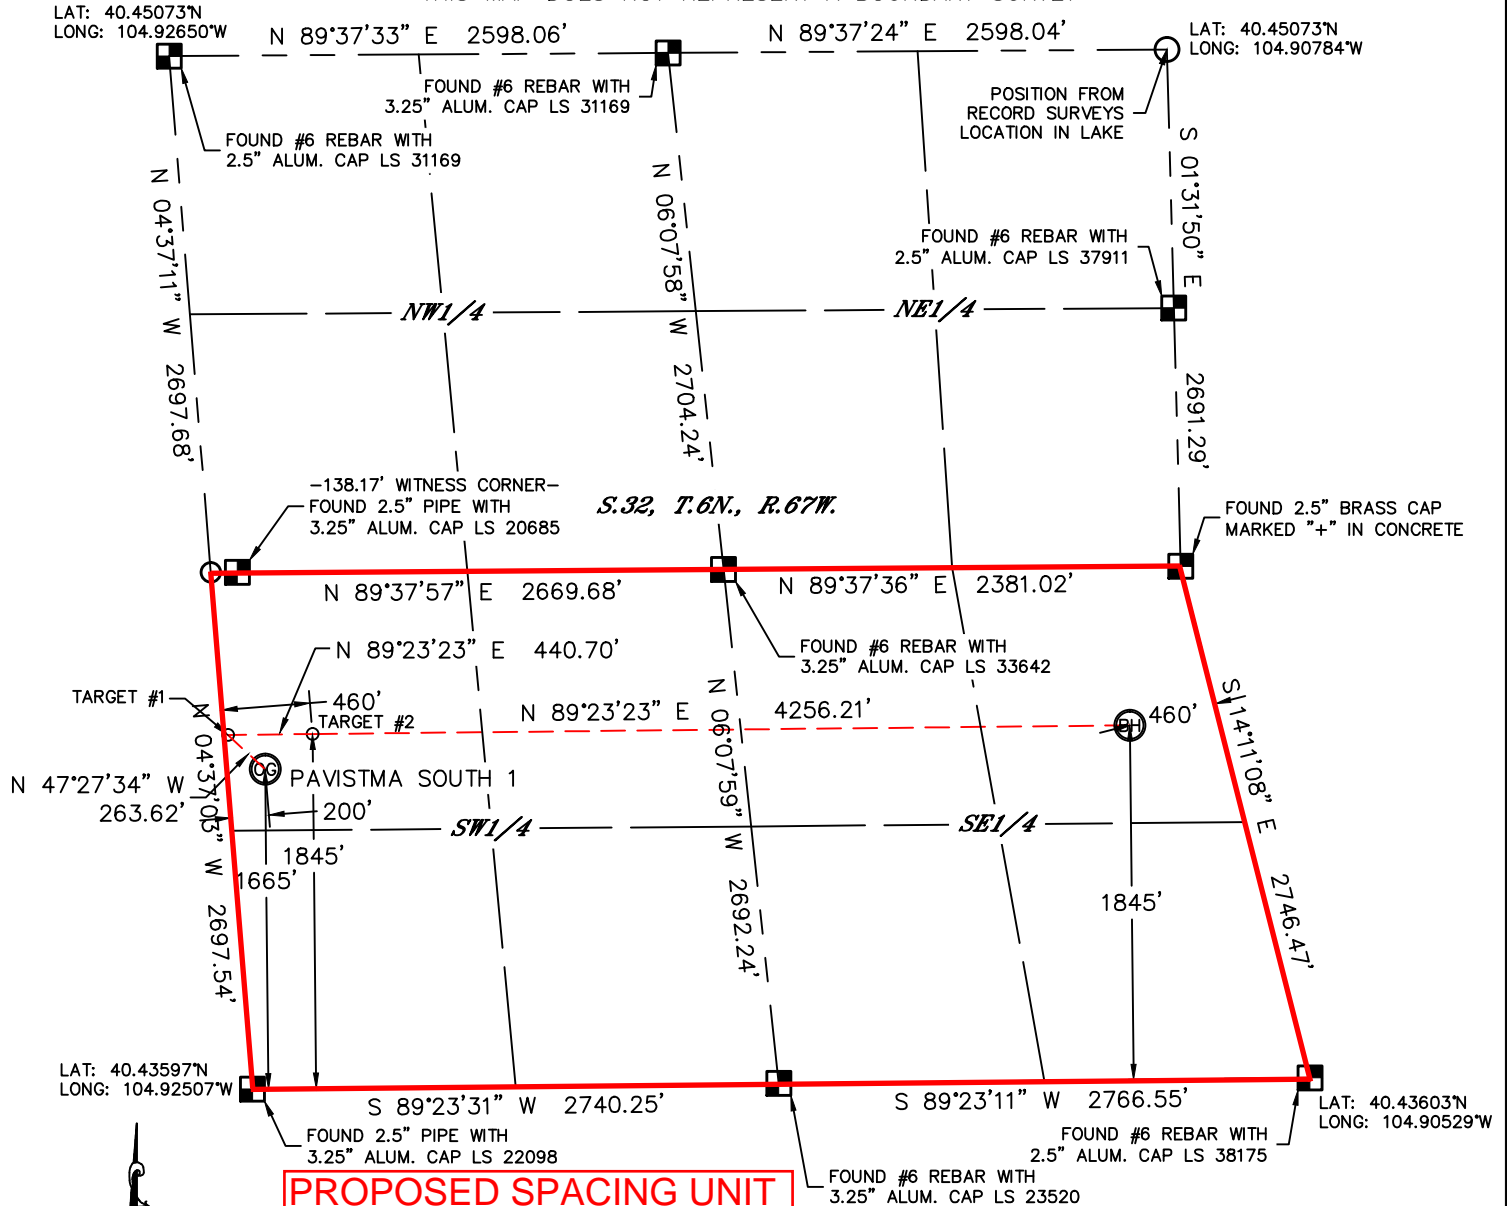 LAT: 40.45073°N
LONG: 104.92650°W
N 89°37'33" E 2598.06'
N 89°37'24" E 2598.04'
LAT: 40.45073°N
LONG: 104.90784°W
FOUND #6 REBAR WITH
3.25" ALUM. CAP LS 31169
POSITION FROM
RECORD SURVEYS
LOCATION IN LAKE
FOUND #6 REBAR WITH
2.5" ALUM. CAP LS 31169
N 04°37'11" W 2697.68'
N 06°07'58" W 2704.24'
S 01°31'50" E 2691.29'
FOUND #6 REBAR WITH
2.5" ALUM. CAP LS 37911
NW1/4
NE1/4
-138.17' WITNESS CORNER-
FOUND 2.5" PIPE WITH
3.25" ALUM. CAP LS 20685
S.32, T.6N., R.67W.
FOUND 2.5" BRASS CAP
MARKED "+" IN CONCRETE
N 89°37'57" E 2669.68'
N 89°37'36" E 2381.02'
N 89°23'23" E 440.70'
FOUND #6 REBAR WITH
3.25" ALUM. CAP LS 33642
TARGET #1
460'
TARGET #2
N 89°23'23" E 4256.21'
BH
460'
N 47°27'34" W
263.62'
OG
PAVISTMA SOUTH 1
200'
N 04°37'03" W 2697.54'
N 06°07'59" W 2692.24'
S 14°11'08" E 2746.47'
SW1/4
SE1/4
1845'
1665'
1845'
LAT: 40.43597°N
LONG: 104.92507°W
S 89°23'31" W 2740.25'
S 89°23'11" W 2766.55'
LAT: 40.43603°N
LONG: 104.90529°W
FOUND 2.5" PIPE WITH
3.25" ALUM. CAP LS 22098
FOUND #6 REBAR WITH
2.5" ALUM. CAP LS 38175
FOUND #6 REBAR WITH
3.25" ALUM. CAP LS 23520
PROPOSED SPACING UNIT